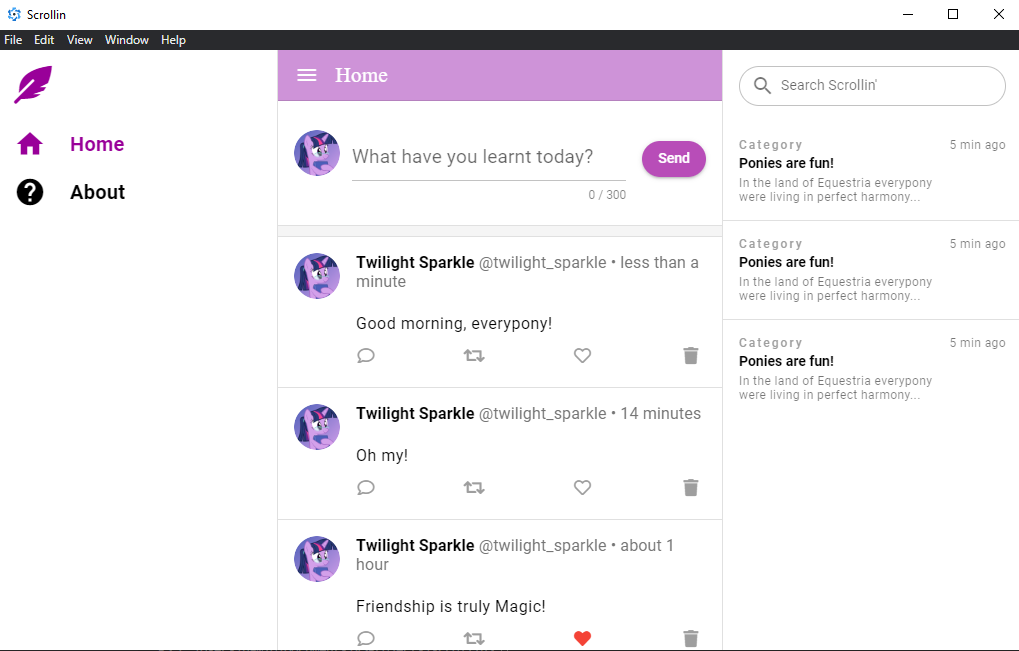 Scrollin
File Edit View Window Help
Home
About
Home
What have you learnt today?
Send
0 / 300
Twilight Sparkle @twilight_sparkle • less than a
minute
Good morning, everypony!
Twilight Sparkle @twilight_sparkle • 14 minutes
Oh my!
Twilight Sparkle @twilight_sparkle • about 1
hour
Friendship is truly Magic!
Search Scrollin'
Category 5 min ago
Ponies are fun!
In the land of Equestria everypony
were living in perfect harmony...
Category 5 min ago
Ponies are fun!
In the land of Equestria everypony
were living in perfect harmony...
Category 5 min ago
Ponies are fun!
In the land of Equestria everypony
were living in perfect harmony...